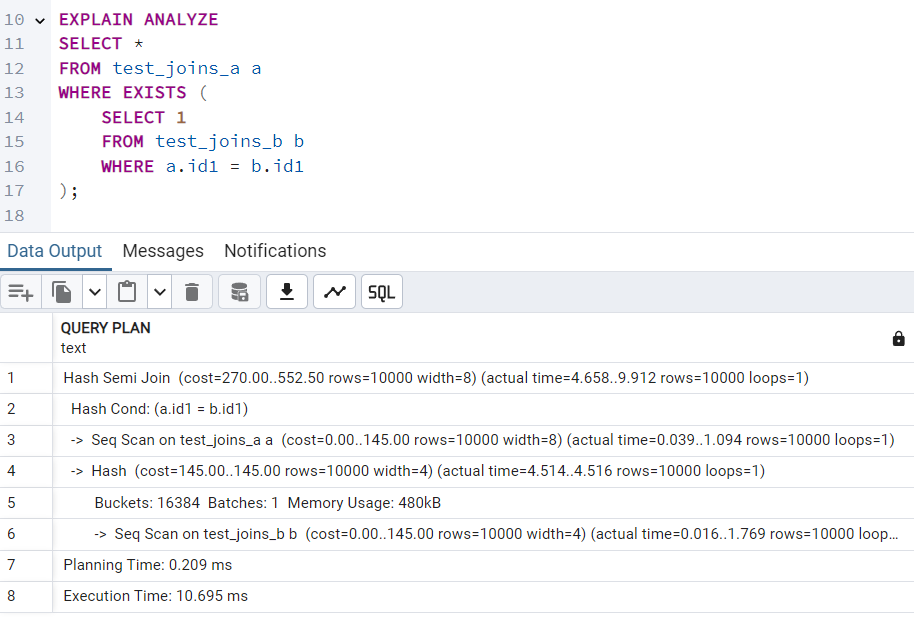 10 EXPLAIN ANALYZE
11 SELECT *
12 FROM test_joins_a a
13 WHERE EXISTS (
14 SELECT 1
15 FROM test_joins_b b
16 WHERE a.id1 = b.id1
17 );
18
Data Output Messages Notifications
SQL
QUERY PLAN
text
1 Hash Semi Join (cost=270.00..552.50 rows=10000 width=8) (actual time=4.658..9.912 rows=10000 loops=1)
2 Hash Cond: (a.id1 = b.id1)
3 -> Seq Scan on test_joins_a a (cost=0.00..145.00 rows=10000 width=8) (actual time=0.039..1.094 rows=10000 loops=1)
4 -> Hash (cost=145.00..145.00 rows=10000 width=4) (actual time=4.514..4.516 rows=10000 loops=1)
5 Buckets: 16384 Batches: 1 Memory Usage: 480kB
6 -> Seq Scan on test_joins_b b (cost=0.00..145.00 rows=10000 width=4) (actual time=0.016..1.769 rows=10000 loop...
7 Planning Time: 0.209 ms
8 Execution Time: 10.695 ms